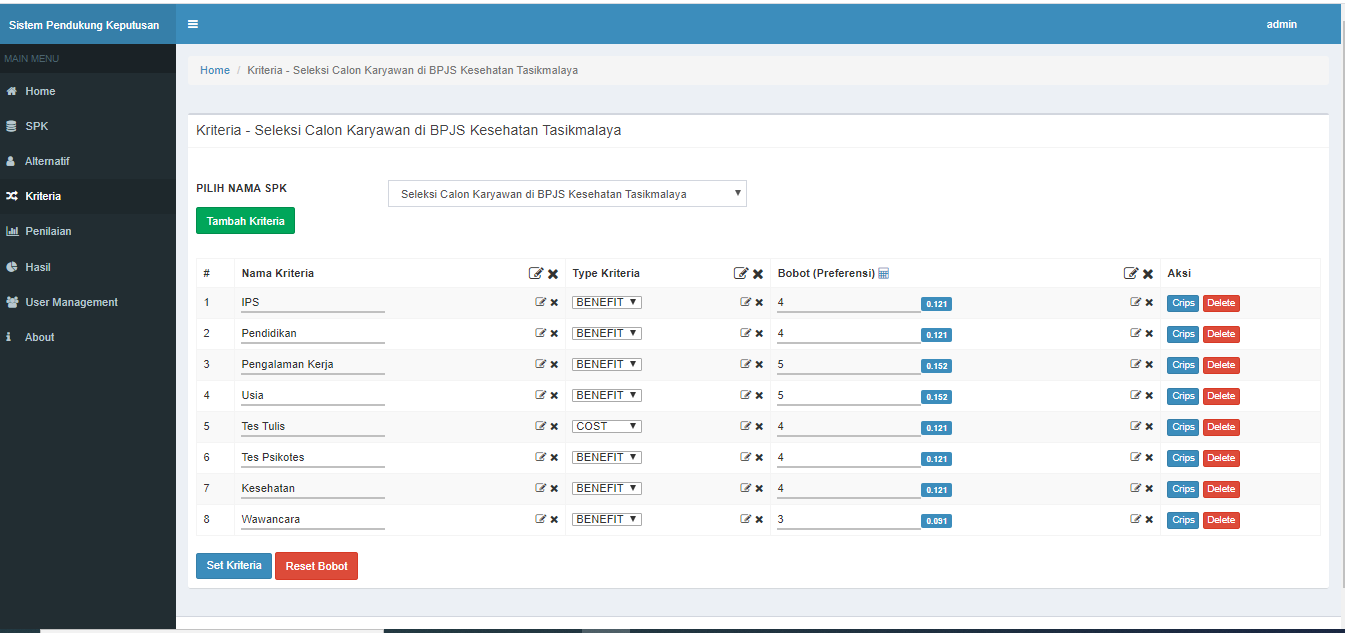 Sistem Pendukung Keputusan
admin
MAIN MENU
Home
SPK
Alternatif
Kriteria
Penilaian
Hasil
User Management
About
Home / Kriteria - Seleksi Calon Karyawan di BPJS Kesehatan Tasikmalaya
Kriteria - Seleksi Calon Karyawan di BPJS Kesehatan Tasikmalaya
PILIH NAMA SPK Seleksi Calon Karyawan di BPJS Kesehatan Tasikmalaya
Tambah Kriteria
# Nama Kriteria Type Kriteria Bobot (Preferensi) Aksi
1 IPS BENEFIT 4 0.121 Crips Delete
2 Pendidikan BENEFIT 4 0.121 Crips Delete
3 Pengalaman Kerja BENEFIT 5 0.152 Crips Delete
4 Usia BENEFIT 5 0.152 Crips Delete
5 Tes Tulis COST 4 0.121 Crips Delete
6 Tes Psikotes BENEFIT 4 0.121 Crips Delete
7 Kesehatan BENEFIT 4 0.121 Crips Delete
8 Wawancara BENEFIT 3 0.091 Crips Delete
Set Kriteria Reset Bobot